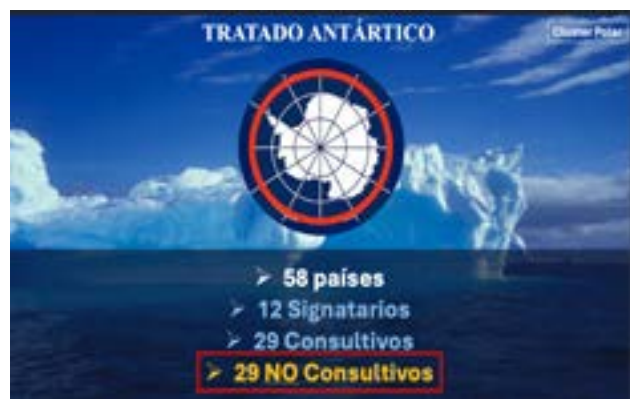 TRATADO ANTÁRTICO
Cluster Polar
➢ 58 países
➢ 12 Signatarios
➢ 29 Consultivos
➢ 29 NO Consultivos